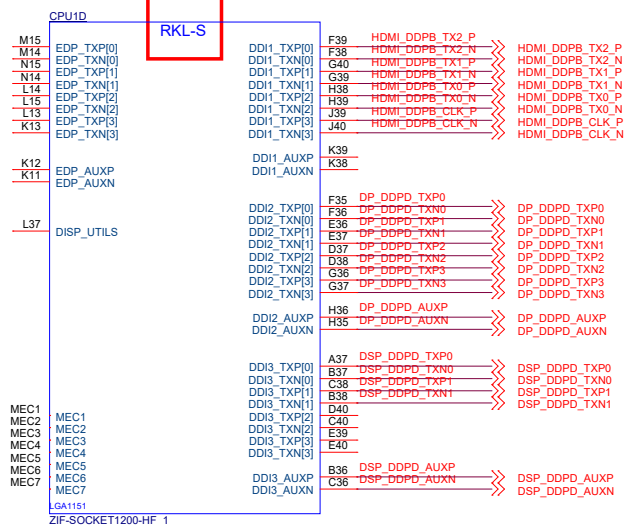 CPU1D
RKL-S
M15 EDP_TXP[0] DDI1_TXP[0] F39 HDMI_DDPB_TX2_P HDMI_DDPB_TX2_P
M14 EDP_TXN[0] DDI1_TXN[0] F38 HDMI_DDPB_TX2_N HDMI_DDPB_TX2_N
N15 EDP_TXP[1] DDI1_TXP[1] G40 HDMI_DDPB_TX1_P HDMI_DDPB_TX1_P
N14 EDP_TXN[1] DDI1_TXN[1] G39 HDMI_DDPB_TX1_N HDMI_DDPB_TX1_N
L14 EDP_TXP[2] DDI1_TXP[2] H38 HDMI_DDPB_TX0_P HDMI_DDPB_TX0_P
L15 EDP_TXN[2] DDI1_TXN[2] H39 HDMI_DDPB_TX0_N HDMI_DDPB_TX0_N
L13 EDP_TXP[3] DDI1_TXP[3] J39 HDMI_DDPB_CLK_P HDMI_DDPB_CLK_P
K13 EDP_TXN[3] DDI1_TXN[3] J40 HDMI_DDPB_CLK_N HDMI_DDPB_CLK_N
K12 EDP_AUXP DDI1_AUXP K39
K11 EDP_AUXN DDI1_AUXN K38
DDI2_TXP[0] F35 DP_DDPD_TXP0 DP_DDPD_TXP0
DDI2_TXN[0] F36 DP_DDPD_TXN0 DP_DDPD_TXN0
L37 DISP_UTILS DDI2_TXP[1] E36 DP_DDPD_TXP1 DP_DDPD_TXP1
DDI2_TXN[1] E37 DP_DDPD_TXN1 DP_DDPD_TXN1
DDI2_TXP[2] D37 DP_DDPD_TXP2 DP_DDPD_TXP2
DDI2_TXN[2] D38 DP_DDPD_TXN2 DP_DDPD_TXN2
DDI2_TXP[3] G36 DP_DDPD_TXP3 DP_DDPD_TXP3
DDI2_TXN[3] G37 DP_DDPD_TXN3 DP_DDPD_TXN3
DDI2_AUXP H36 DP_DDPD_AUXP DP_DDPD_AUXP
DDI2_AUXN H35 DP_DDPD_AUXN DP_DDPD_AUXN
DDI3_TXP[0] A37 DSP_DDPD_TXP0 DSP_DDPD_TXP0
DDI3_TXN[0] B37 DSP_DDPD_TXN0 DSP_DDPD_TXN0
DDI3_TXP[1] C38 DSP_DDPD_TXP1 DSP_DDPD_TXP1
DDI3_TXN[1] B38 DSP_DDPD_TXN1 DSP_DDPD_TXN1
MEC1 MEC1 DDI3_TXP[2] D40
MEC2 MEC2 DDI3_TXN[2] C40
MEC3 MEC3 DDI3_TXP[3] E39
MEC4 MEC4 DDI3_TXN[3] E40
MEC5 MEC5
MEC6 MEC6 DDI3_AUXP B36 DSP_DDPD_AUXP DSP_DDPD_AUXP
MEC7 MEC7 DDI3_AUXN C36 DSP_DDPD_AUXN DSP_DDPD_AUXN
LGA1151
ZIF-SOCKET1200-HF_1